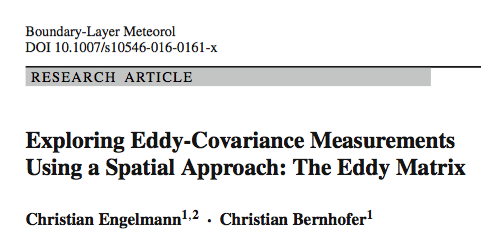 Boundary-Layer Meteorol
DOI 10.1007/s10546-016-0161-x
RESEARCH ARTICLE
Exploring Eddy-Covariance Measurements
Using a Spatial Approach: The Eddy Matrix
Christian Engelmann1,2 · Christian Bernhofer1